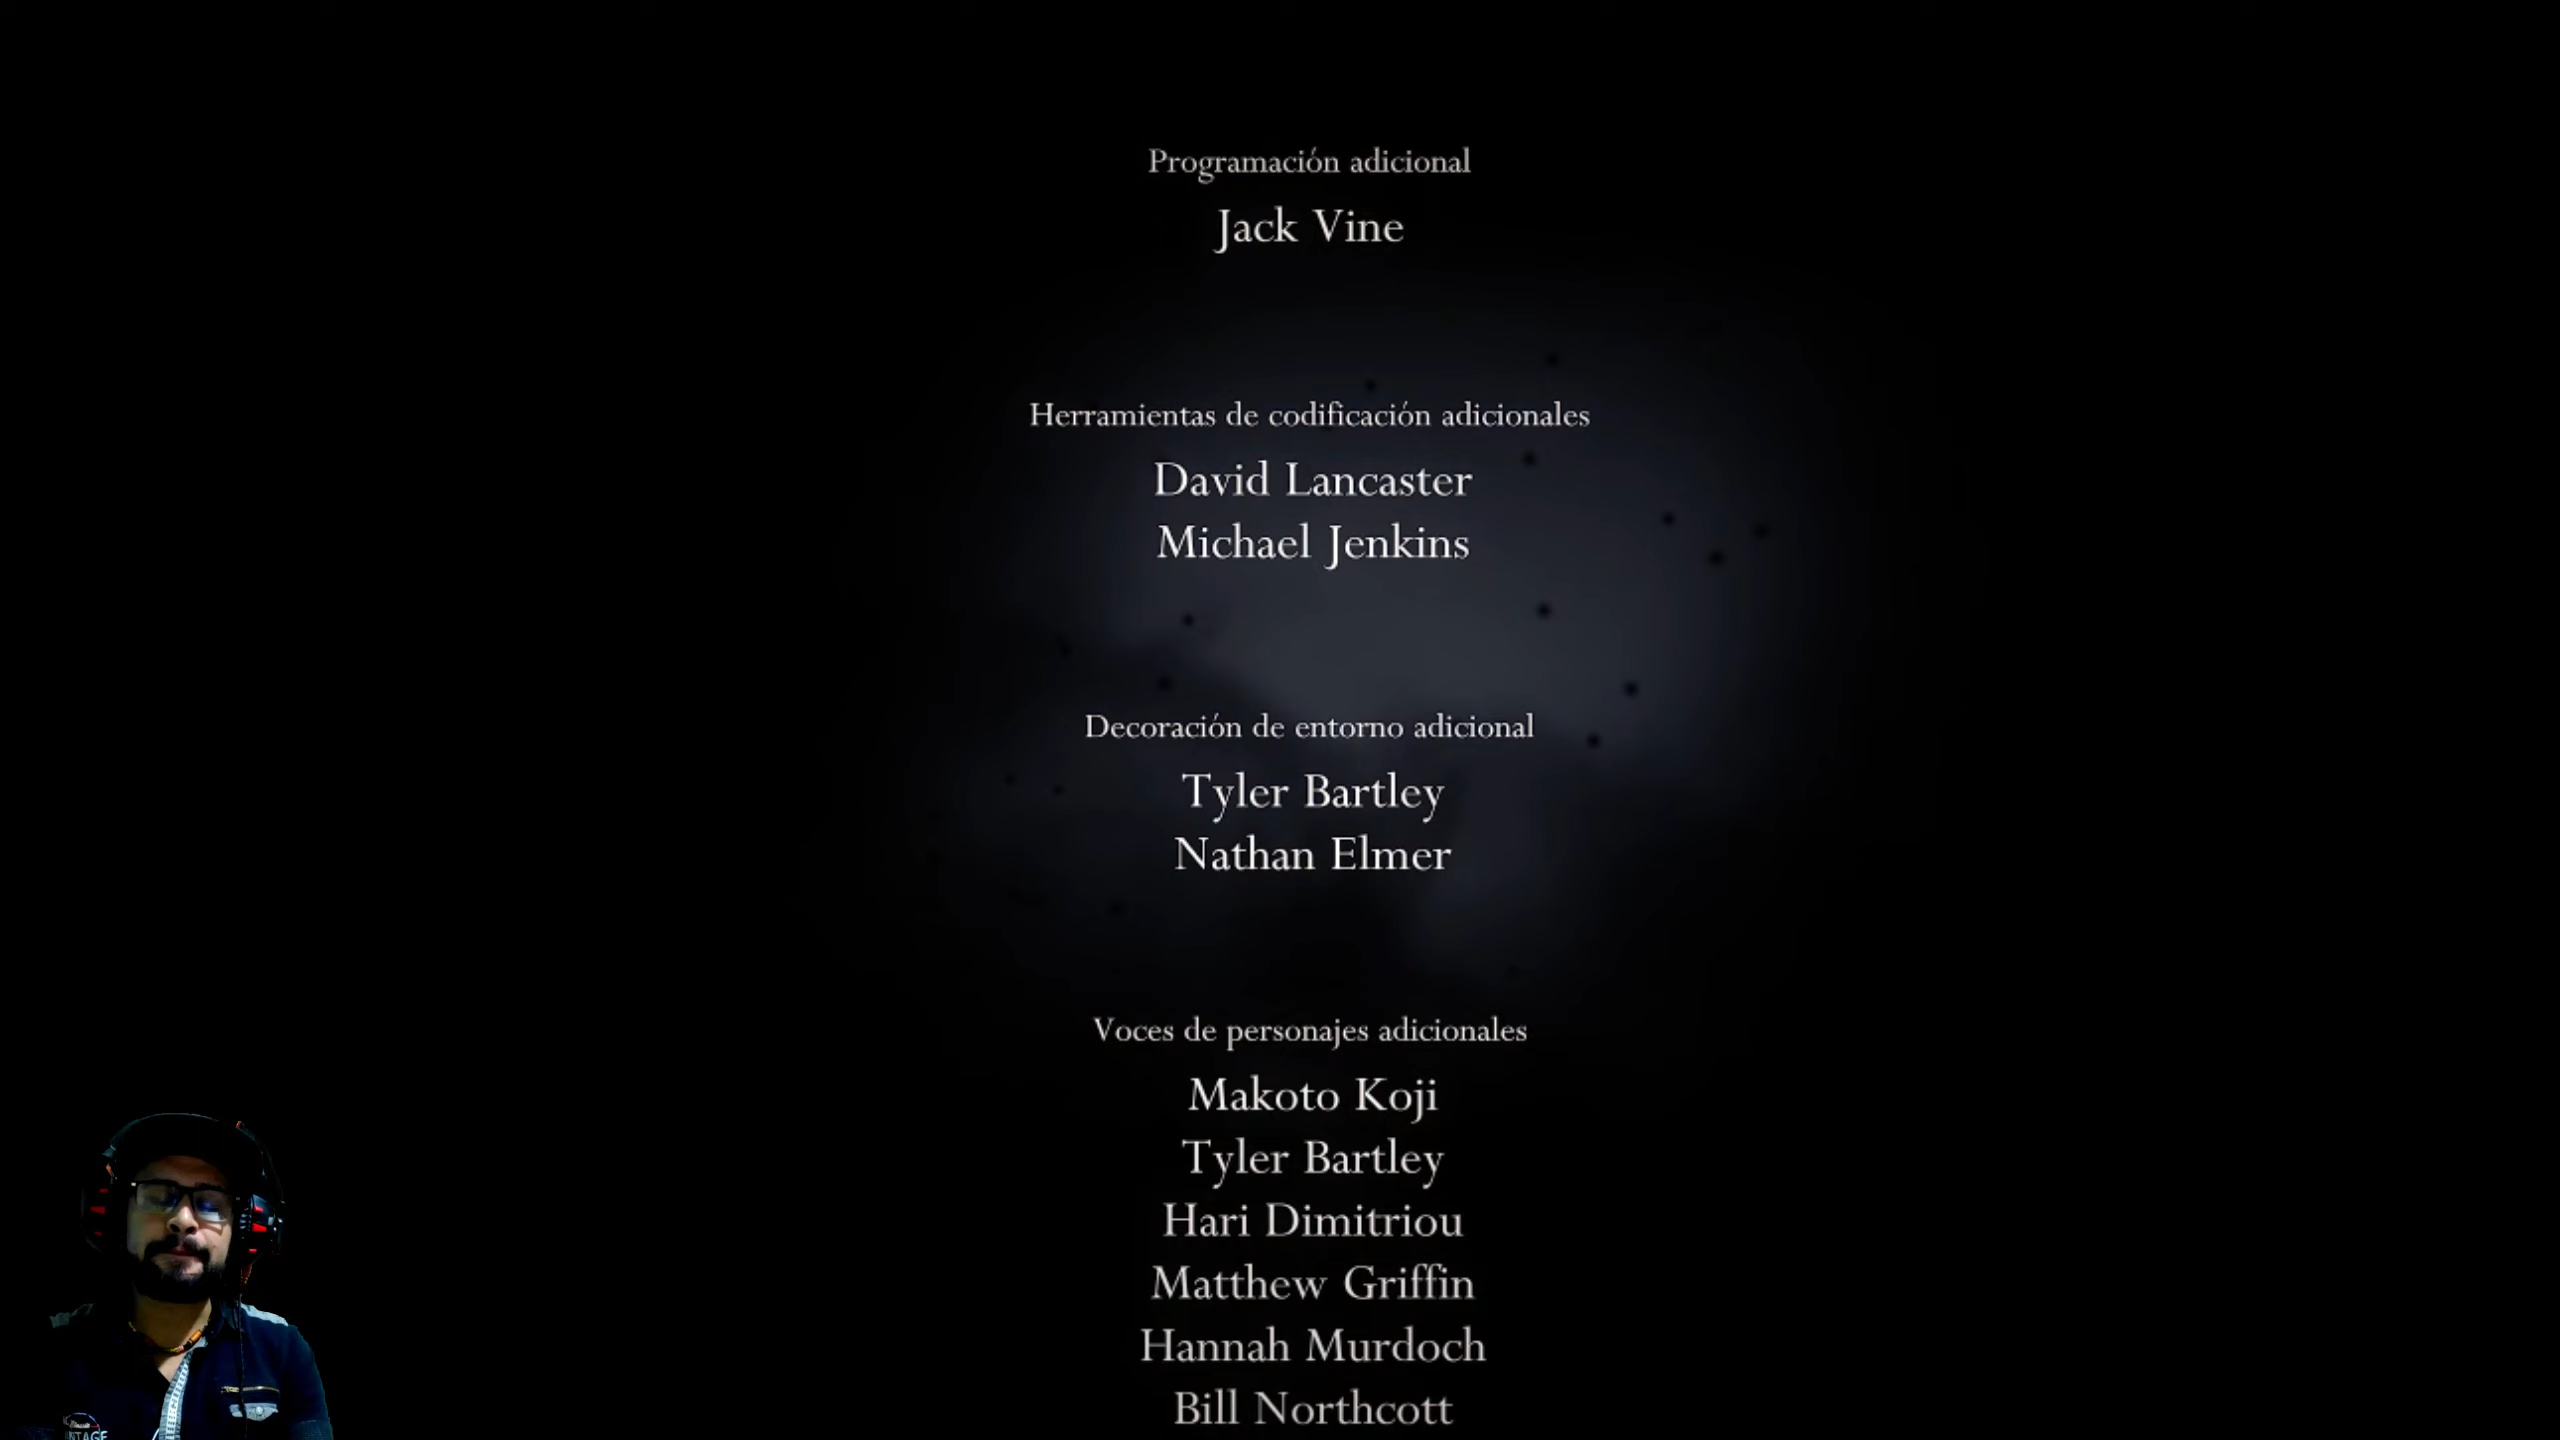 Programación adicional
Jack Vine
Herramientas de codificación adicionales
David Lancaster
Michael Jenkins
Decoración de entorno adicional
Tyler Bartley
Nathan Elmer
Voces de personajes adicionales
Makoto Koji
Tyler Bartley
Hari Dimitriou
Matthew Griffin
Hannah Murdoch
Bill Northcott